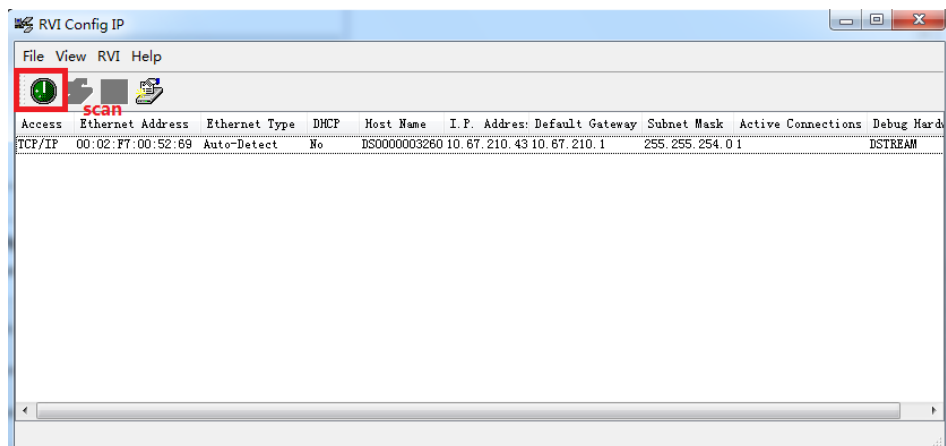 RVI Config IP
File View RVI Help
scan
Access Ethernet Address Ethernet Type DHCP Host Name I.P. Addres: Default Gateway Subnet Mask Active Connections Debug Hardw
TCP/IP 00:02:F7:00:52:69 Auto-Detect No DS0000003260 10.67.210.43 10.67.210.1 255.255.254.0 1 DSTREAM